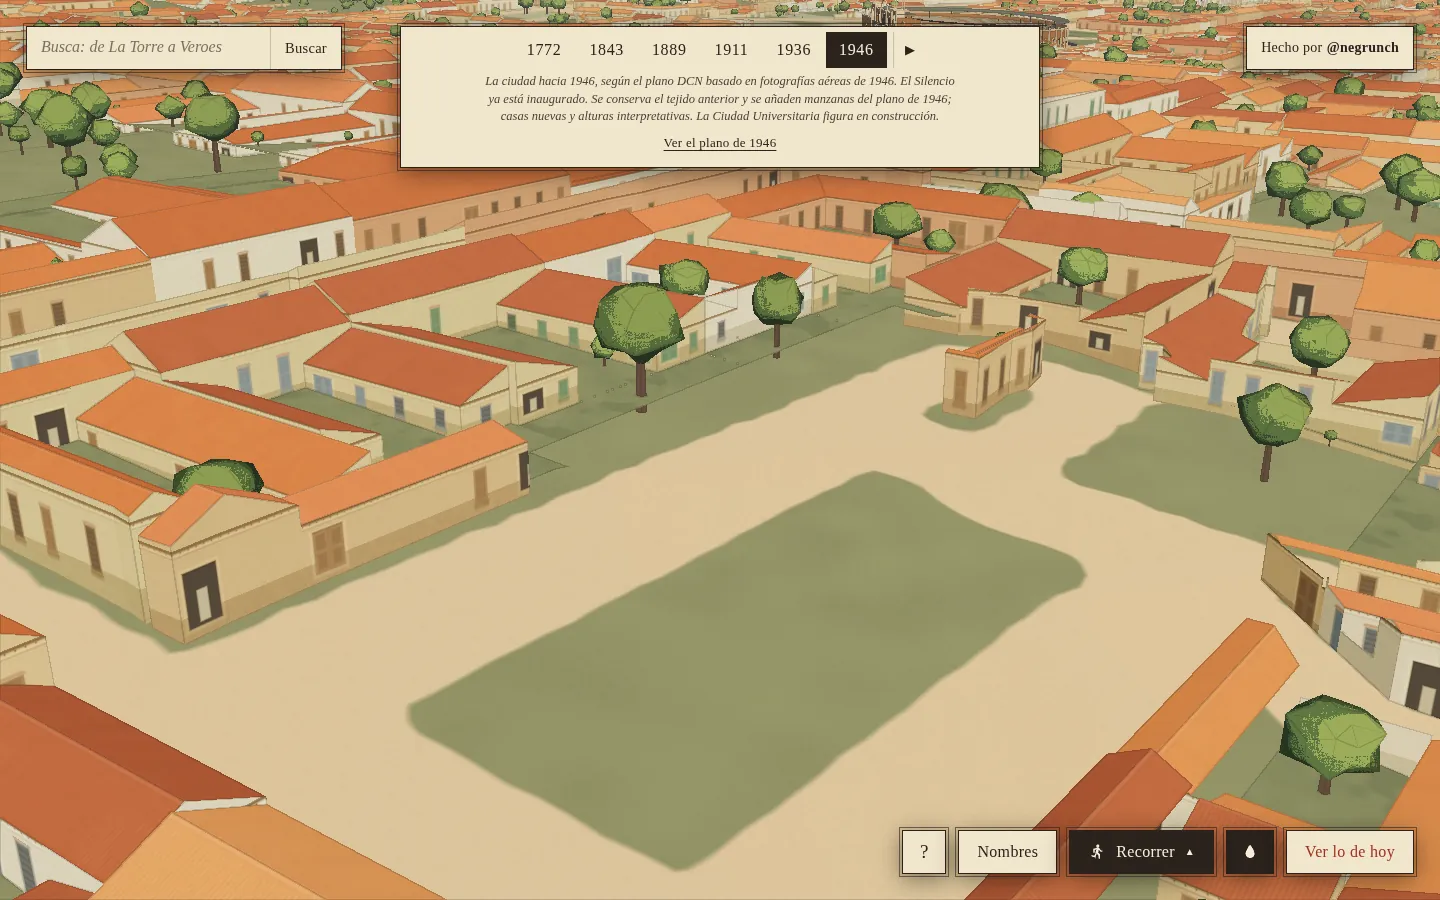 Busca: de La Torre a Veroes
Buscar
1772 1843 1889 1911 1936 1946 ▶
La ciudad hacia 1946, según el plano DCN basado en fotografías aéreas de 1946. El Silencio
ya está inaugurado. Se conserva el tejido anterior y se añaden manzanas del plano de 1946;
casas nuevas y alturas interpretativas. La Ciudad Universitaria figura en construcción.
Ver el plano de 1946
Hecho por @negrunch
?
Nombres
Recorrer ▲
Ver lo de hoy